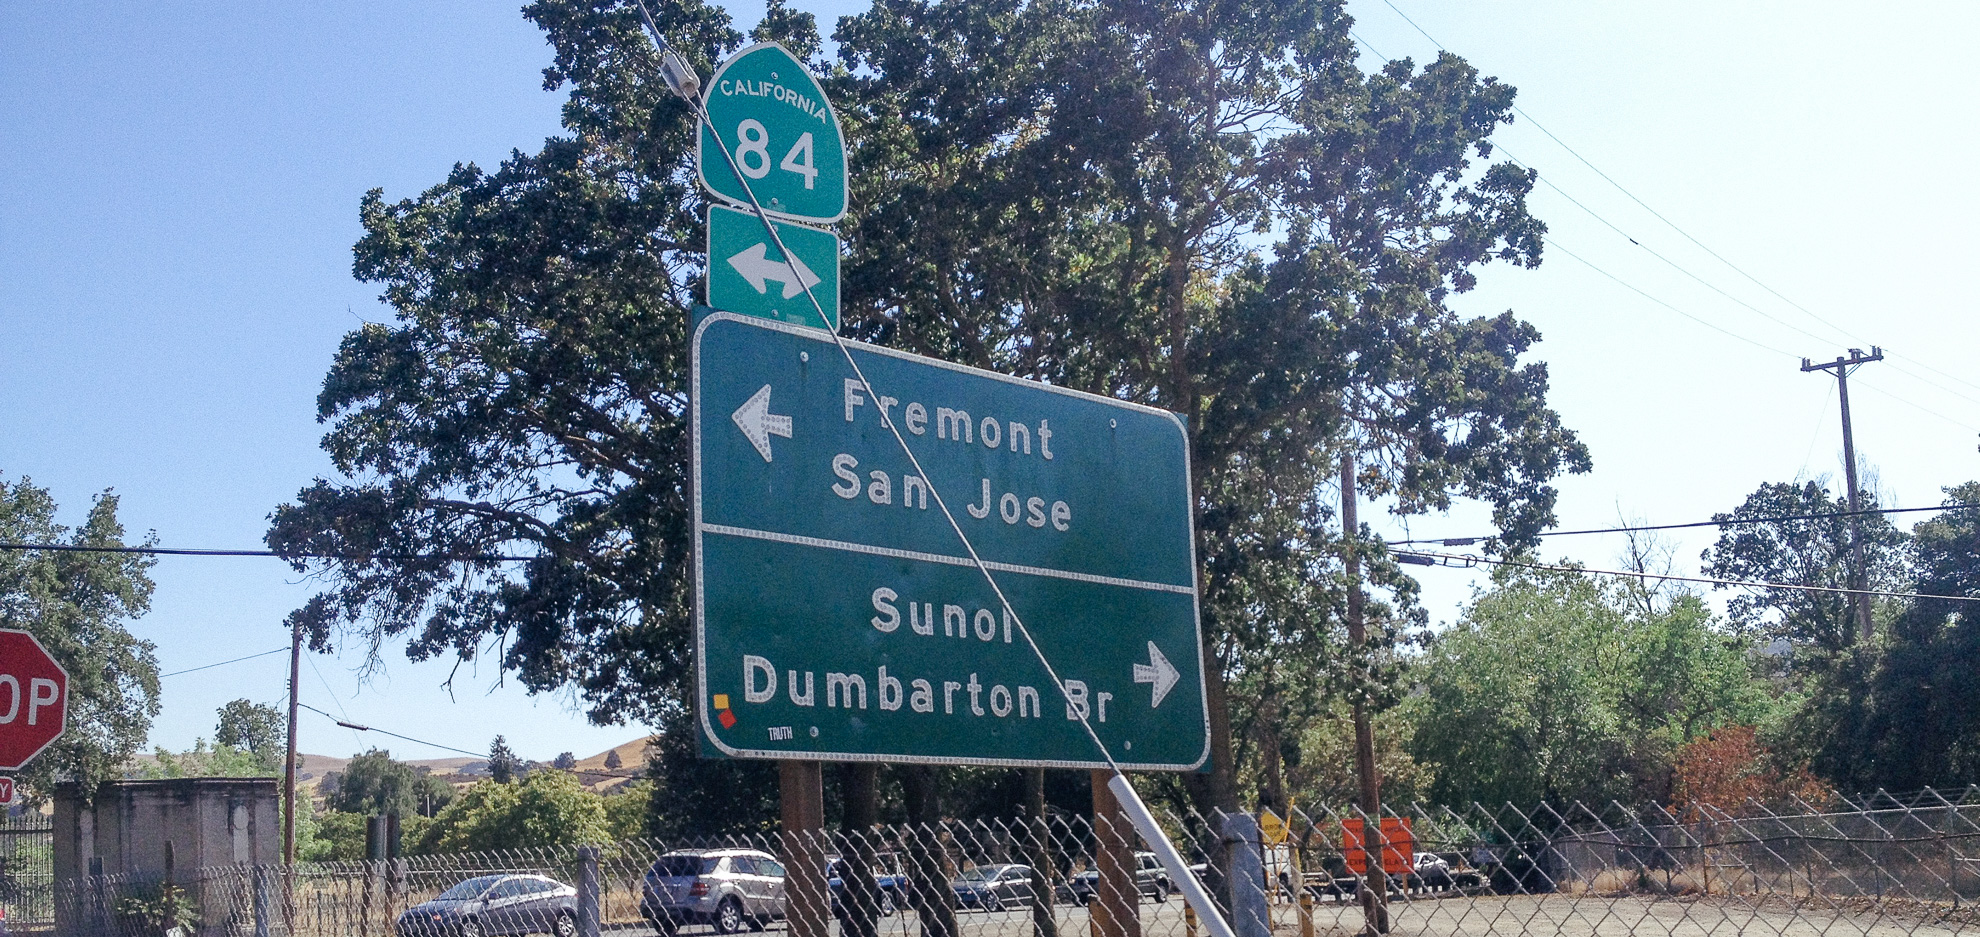 CALIFORNIA
84
Fremont
San Jose
Sunol
Dumbarton Br
TRUTH
OP
Y